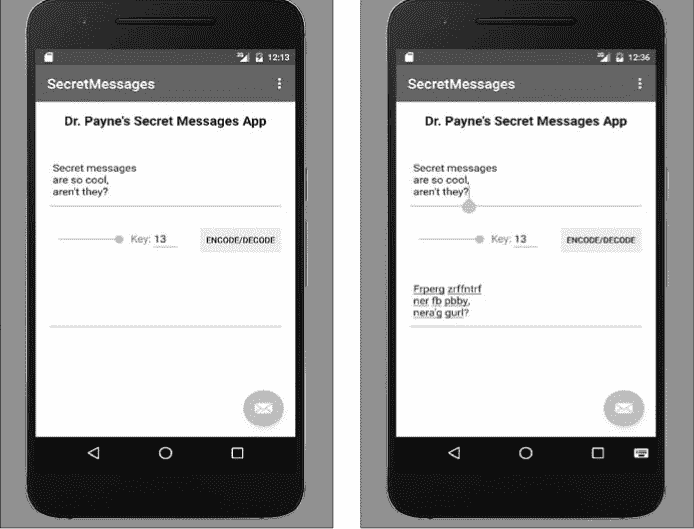 12:13
SecretMessages
Dr. Payne's Secret Messages App
Secret messages
are so cool,
aren't they?
Key: 13
ENCODE/DECODE
12:36
SecretMessages
Dr. Payne's Secret Messages App
Secret messages
are so cool,
aren't they?
Key: 13
ENCODE/DECODE
Frperg zrffntrf
ner fb pbby,
nera'g gurl?